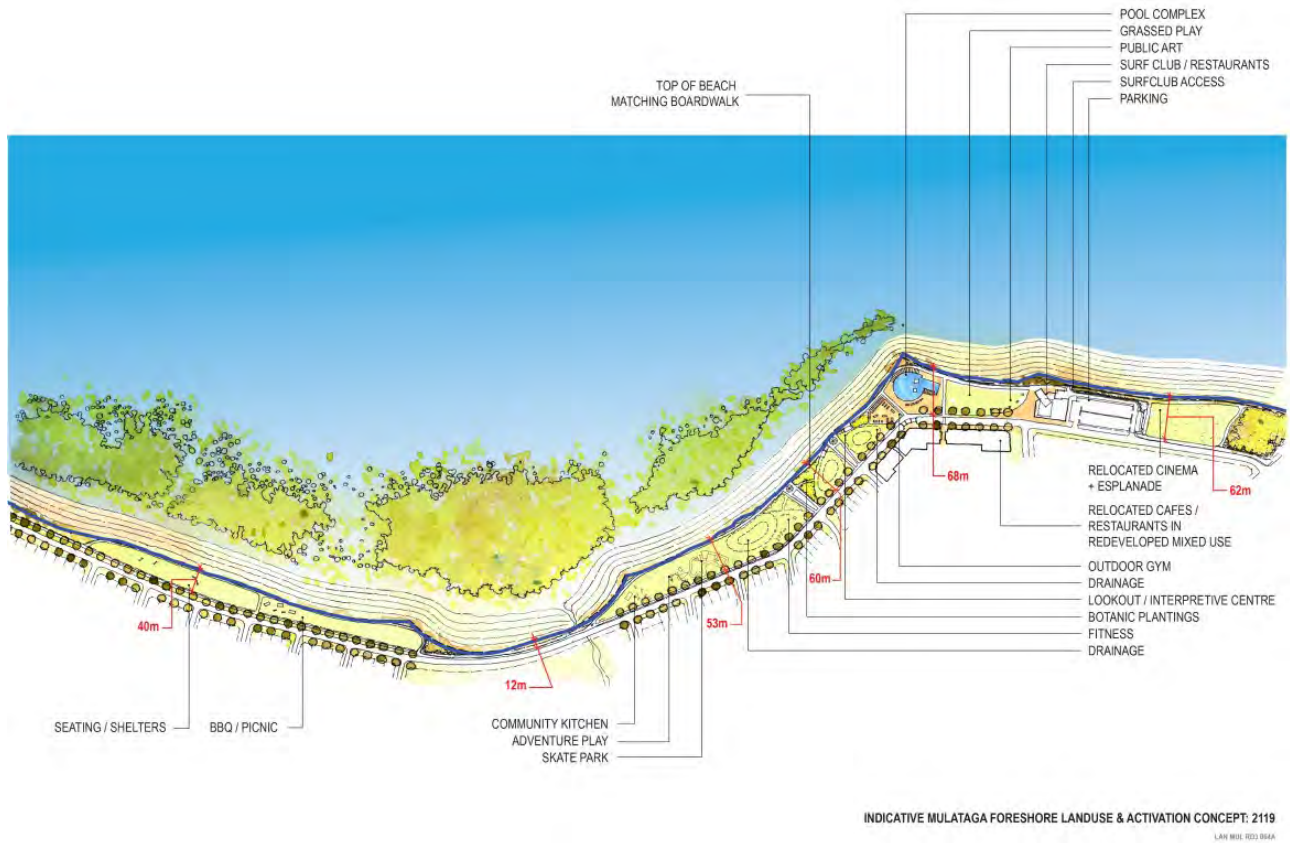 POOL COMPLEX
GRASSED PLAY
PUBLIC ART
SURF CLUB / RESTAURANTS
SURFCLUB ACCESS
PARKING
TOP OF BEACH
MATCHING BOARDWALK
68m
62m
RELOCATED CINEMA
+ ESPLANADE
RELOCATED CAFES /
RESTAURANTS IN
REDEVELOPED MIXED USE
OUTDOOR GYM
DRAINAGE
LOOKOUT / INTERPRETIVE CENTRE
BOTANIC PLANTINGS
FITNESS
DRAINAGE
60m
53m
40m
12m
SEATING / SHELTERS
BBQ / PICNIC
COMMUNITY KITCHEN
ADVENTURE PLAY
SKATE PARK
INDICATIVE MULATAGA FORESHORE LANDUSE & ACTIVATION CONCEPT: 2119
LAN MUL